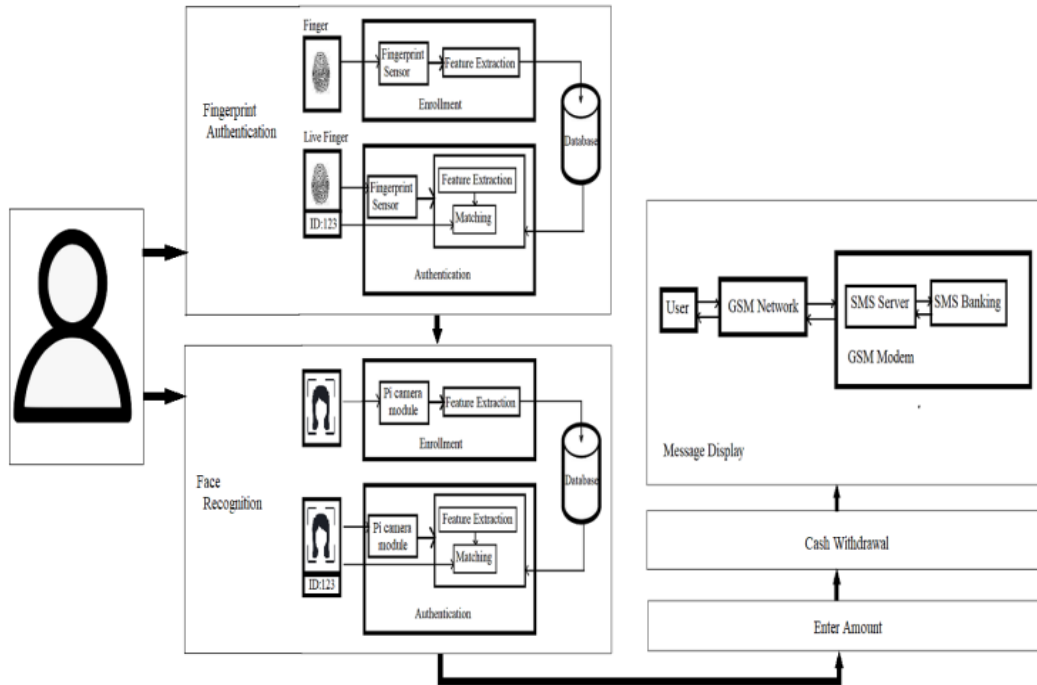 Finger
Fingerprint
Sensor
Feature Extraction
Enrollment
Fingerprint
Authentication
Database
Live Finger
Fingerprint
Sensor
Feature Extraction
Matching
ID:123
Authentication
Pi camera
module
Feature Extraction
Enrollment
Face
Recognition
Database
Pi camera
module
Feature Extraction
Matching
ID:123
Authentication
User
GSM Network
SMS Server
SMS Banking
GSM Modem
Message Display
Cash Withdrawal
Enter Amount